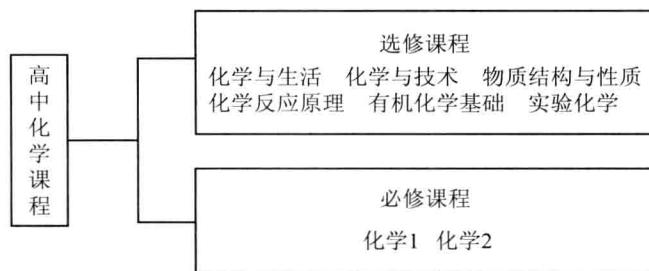 高中化学课程
选修课程
化学与生活 化学与技术 物质结构与性质
化学反应原理 有机化学基础 实验化学
必修课程
化学1 化学2